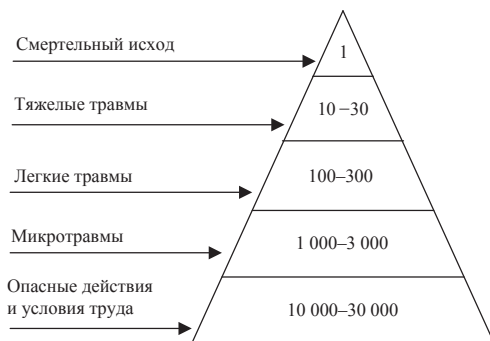 Смертельный исход
1
Тяжелые травмы
10–30
Легкие травмы
100–300
Микротравмы
1 000–3 000
Опасные действия
и условия труда
10 000–30 000